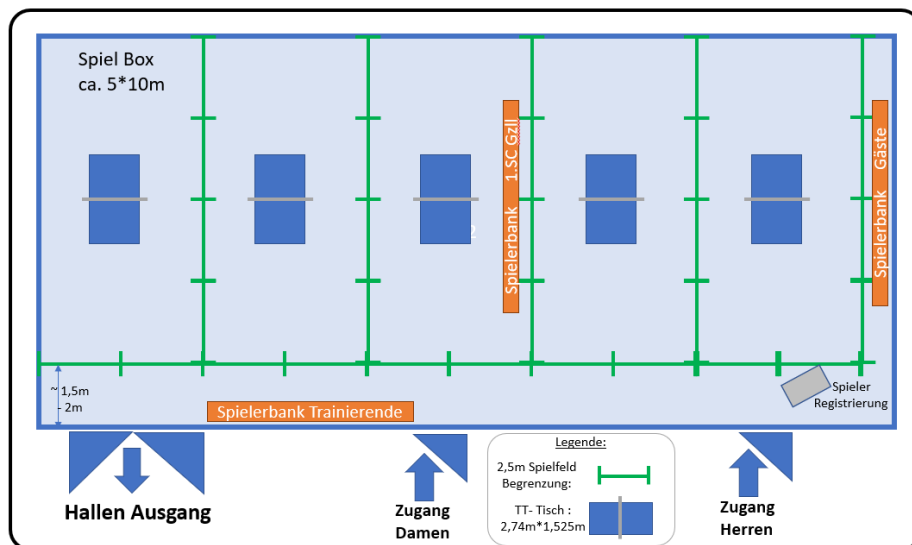 Spiel Box
ca. 5*10m
Spielerbank 1.SC Gzll
Spielerbank Gäste
2
~ 1,5m
- 2m
Spielerbank Trainierende
Spieler
Registrierung
Hallen Ausgang
Zugang
Damen
Legende:
2,5m Spielfeld
Begrenzung:
TT- Tisch :
2,74m*1,525m
Zugang
Herren